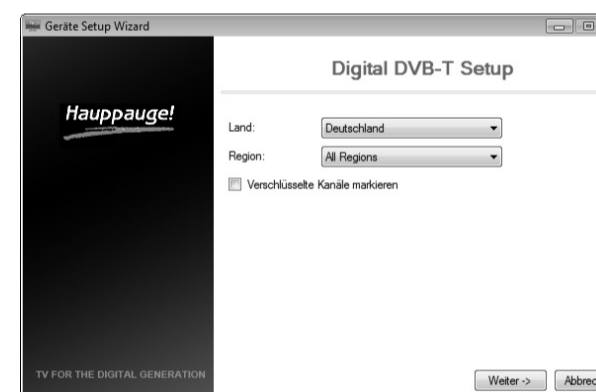 Geräte Setup Wizard
Digital DVB-T Setup
Hauppauge!
Land: Deutschland
Region: All Regions
Verschlüsselte Kanäle markieren
TV FOR THE DIGITAL GENERATION
Weiter -> Abbrec